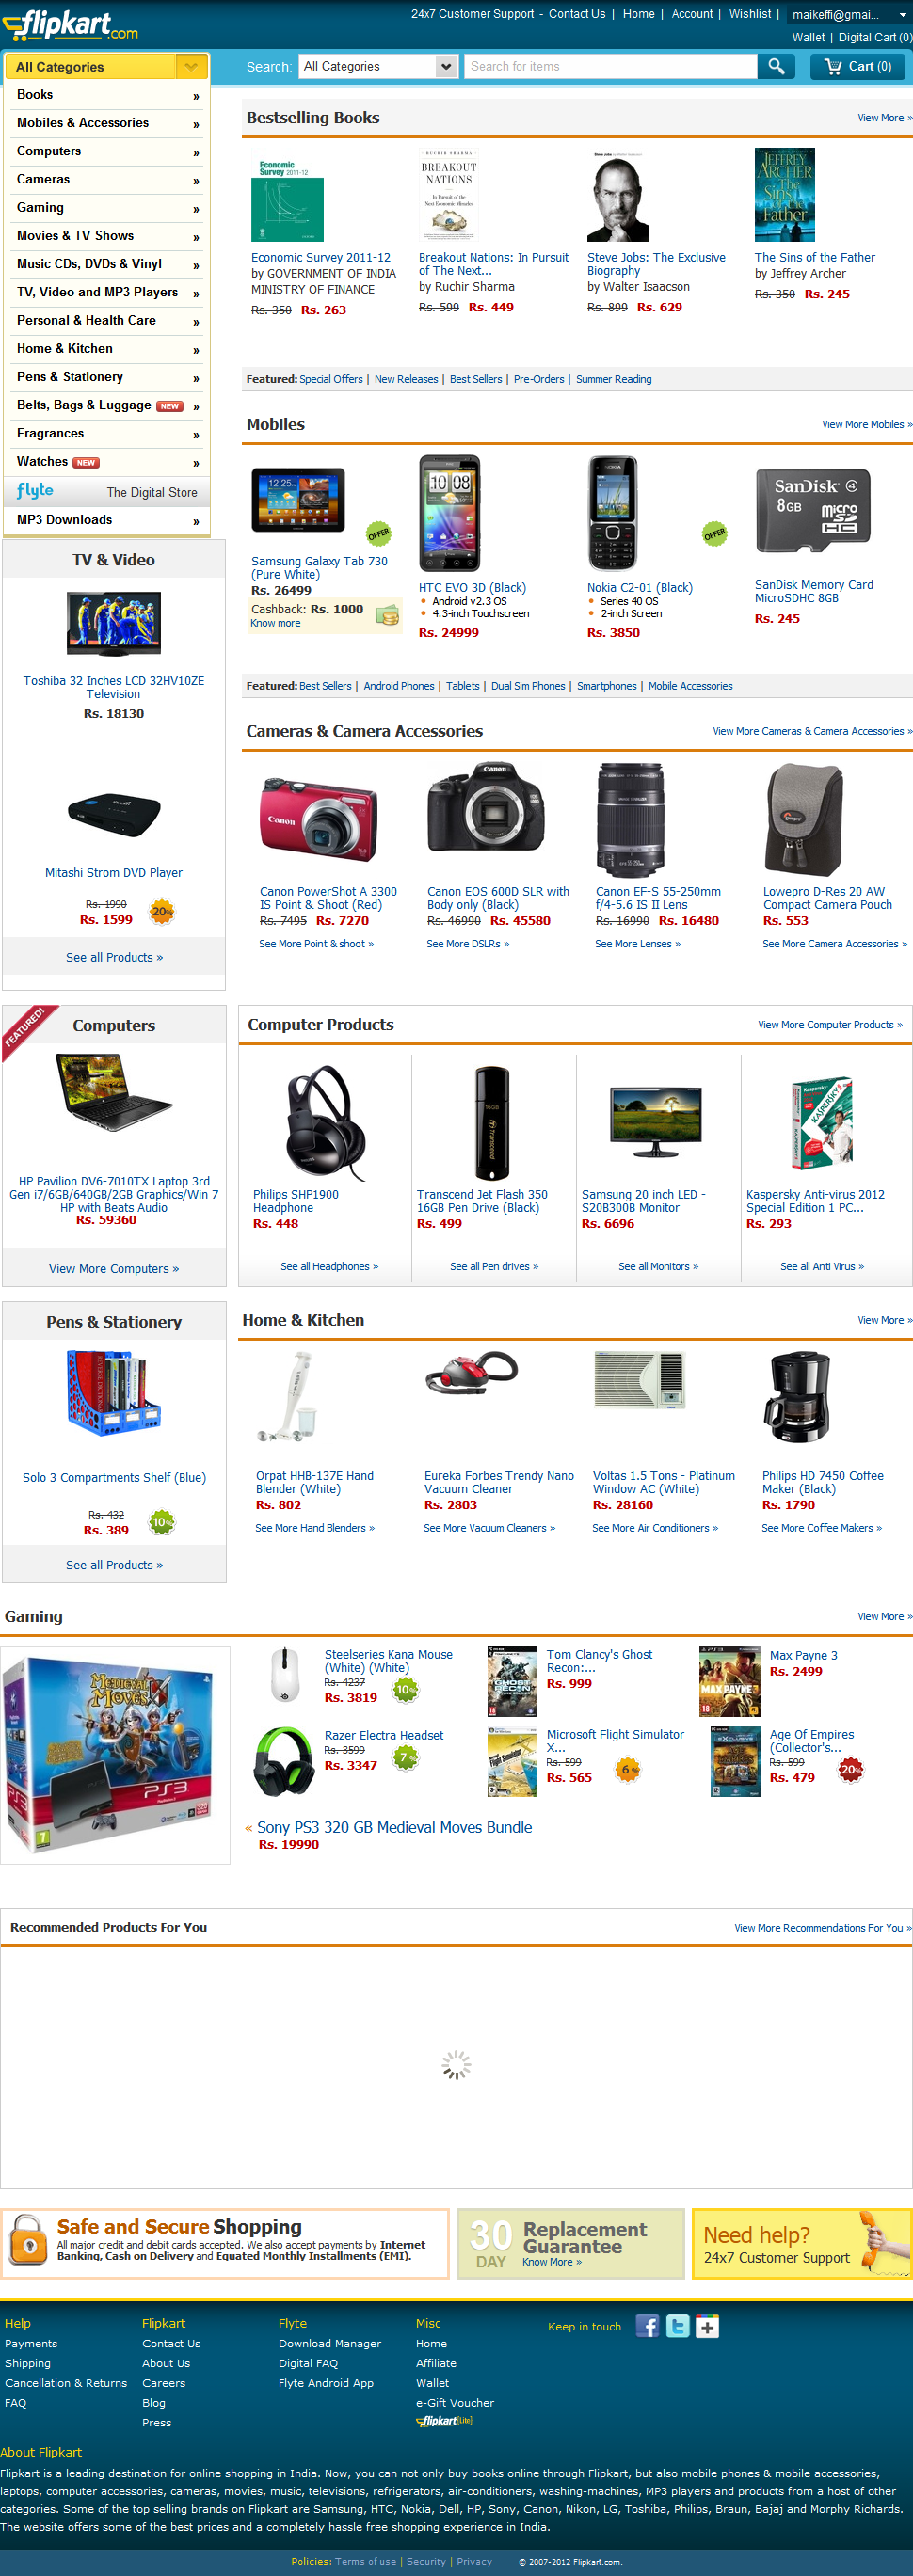 flipkart.com
24x7 Customer Support - Contact Us | Home | Account | Wishlist | maikeffi@gmai...
Wallet | Digital Cart (0)
Search: All Categories Search for items Cart (0)
All Categories
Books »
Mobiles & Accessories »
Computers »
Cameras »
Gaming »
Movies & TV Shows »
Music CDs, DVDs & Vinyl »
TV, Video and MP3 Players »
Personal & Health Care »
Home & Kitchen »
Pens & Stationery »
Belts, Bags & Luggage NEW »
Fragrances »
Watches NEW »
flyte The Digital Store
MP3 Downloads »
Bestselling Books View More »
Economic Survey 2011-12
BREAKOUT NATIONS
JEFFREY ARCHER
The Sins of the Father
Economic Survey 2011-12
by GOVERNMENT OF INDIA
MINISTRY OF FINANCE
Rs. 350 Rs. 263
Breakout Nations: In Pursuit
of The Next...
by Ruchir Sharma
Rs. 599 Rs. 449
Steve Jobs: The Exclusive
Biography
by Walter Isaacson
Rs. 899 Rs. 629
The Sins of the Father
by Jeffrey Archer
Rs. 350 Rs. 245
Featured: Special Offers | New Releases | Best Sellers | Pre-Orders | Summer Reading
Mobiles View More Mobiles »
OFFER
Samsung Galaxy Tab 730
(Pure White)
Rs. 26499
Cashback: Rs. 1000
Know more
HTC EVO 3D (Black)
Android v2.3 OS
4.3-inch Touchscreen
Rs. 24999
OFFER
Nokia C2-01 (Black)
Series 40 OS
2-inch Screen
Rs. 3850
SanDisk 4
8GB micro SD HC
SanDisk Memory Card
MicroSDHC 8GB
Rs. 245
Featured: Best Sellers | Android Phones | Tablets | Dual Sim Phones | Smartphones | Mobile Accessories
TV & Video
Toshiba 32 Inches LCD 32HV10ZE
Television
Rs. 18130
Mitashi Strom DVD Player
Rs. 1990
Rs. 1599
20%
See all Products »
Cameras & Camera Accessories View More Cameras & Camera Accessories »
Canon
Canon PowerShot A 3300
IS Point & Shoot (Red)
Rs. 7495 Rs. 7270
See More Point & shoot »
Canon
Canon EOS 600D SLR with
Body only (Black)
Rs. 46990 Rs. 45580
See More DSLRs »
Canon EF-S 55-250mm
f/4-5.6 IS II Lens
Rs. 16990 Rs. 16480
See More Lenses »
Lowepro D-Res 20 AW
Compact Camera Pouch
Rs. 553
See More Camera Accessories »
FEATURED!
Computers
HP Pavilion DV6-7010TX Laptop 3rd
Gen i7/6GB/640GB/2GB Graphics/Win 7
HP with Beats Audio
Rs. 59360
View More Computers »
Computer Products View More Computer Products »
Philips SHP1900
Headphone
Rs. 448
See all Headphones »
16GB
Transcend
Transcend Jet Flash 350
16GB Pen Drive (Black)
Rs. 499
See all Pen drives »
Samsung 20 inch LED -
S20B300B Monitor
Rs. 6696
See all Monitors »
KASPERSKY
Kaspersky Anti-virus 2012
Special Edition 1 PC...
Rs. 293
See all Anti Virus »
Pens & Stationery
Solo 3 Compartments Shelf (Blue)
Rs. 432
Rs. 389
10%
See all Products »
Home & Kitchen View More »
Orpat HHB-137E Hand
Blender (White)
Rs. 802
See More Hand Blenders »
Eureka Forbes Trendy Nano
Vacuum Cleaner
Rs. 2803
See More Vacuum Cleaners »
Voltas 1.5 Tons - Platinum
Window AC (White)
Rs. 28160
See More Air Conditioners »
Philips HD 7450 Coffee
Maker (Black)
Rs. 1790
See More Coffee Makers »
Gaming View More »
MEDIEVAL MOVES
PS3
Steelseries Kana Mouse
(White) (White)
Rs. 4237
Rs. 3819
10%
Tom Clancy's Ghost
Recon:...
Rs. 999
MAX PAYNE
Max Payne 3
Rs. 2499
Razer Electra Headset
Rs. 3599
Rs. 3347
7%
Microsoft Flight Simulator
X...
Rs. 599
Rs. 565
6%
Age Of Empires
(Collector's...
Rs. 599
Rs. 479
20%
« Sony PS3 320 GB Medieval Moves Bundle
Rs. 19990
Recommended Products For You View More Recommendations For You »
Safe and Secure Shopping
All major credit and debit cards accepted. We also accept payments by Internet
Banking, Cash on Delivery and Equated Monthly Installments (EMI).
30 DAY
Replacement
Guarantee
Know More »
Need help?
24x7 Customer Support
Help
Payments
Shipping
Cancellation & Returns
FAQ
Flipkart
Contact Us
About Us
Careers
Blog
Press
Flyte
Download Manager
Digital FAQ
Flyte Android App
Misc
Home
Affiliate
Wallet
e-Gift Voucher
flipkart[Lite]
Keep in touch
About Flipkart
Flipkart is a leading destination for online shopping in India. Now, you can not only buy books online through Flipkart, but also mobile phones & mobile accessories,
laptops, computer accessories, cameras, movies, music, televisions, refrigerators, air-conditioners, washing-machines, MP3 players and products from a host of other
categories. Some of the top selling brands on Flipkart are Samsung, HTC, Nokia, Dell, HP, Sony, Canon, Nikon, LG, Toshiba, Philips, Braun, Bajaj and Morphy Richards.
The website offers some of the best prices and a completely hassle free shopping experience in India.
Policies: Terms of use | Security | Privacy © 2007-2012 Flipkart.com.